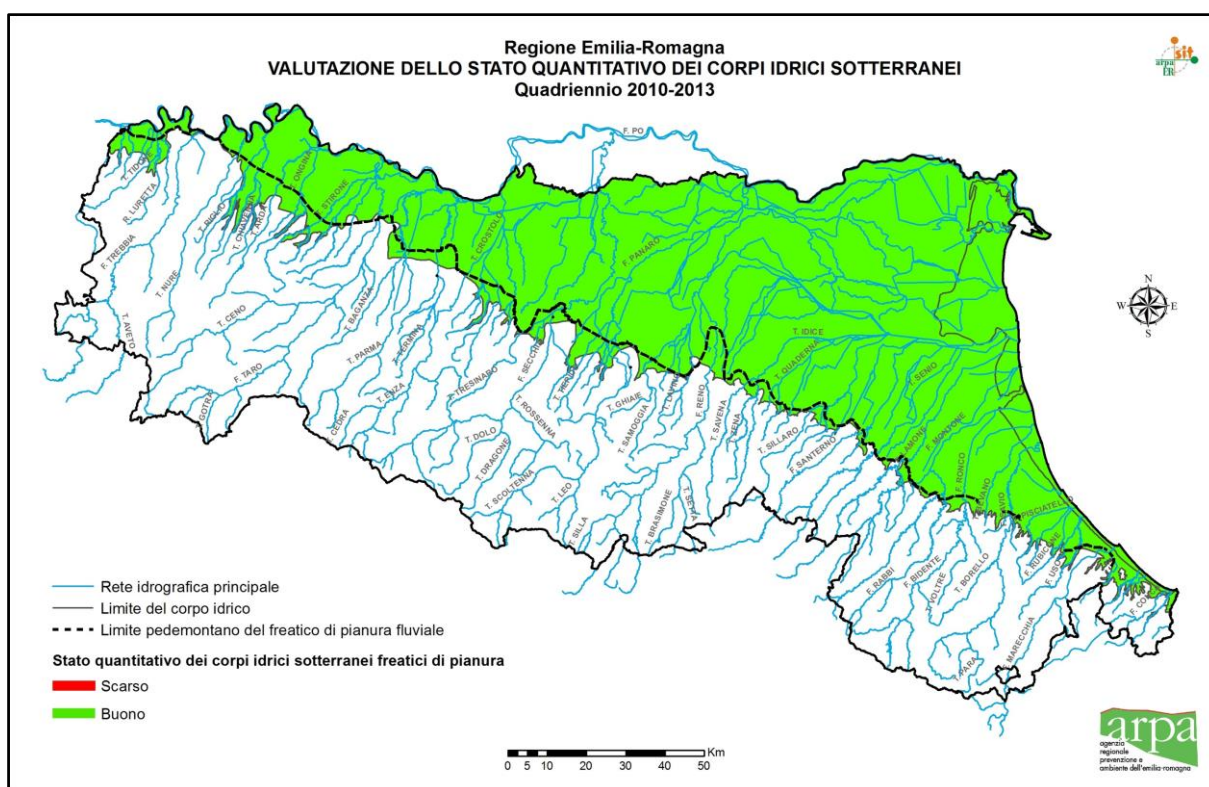 Regione Emilia-Romagna
VALUTAZIONE DELLO STATO QUANTITATIVO DEI CORPI IDRICI SOTTERRANEI
Quadriennio 2010-2013
sit
arpa
ER
F. PO
T. TIDONE
R. LURETTA
F. TREBBIA
T. NURE
T. AVETO
T. RIGLIO
T. CHIAVENNA
T. ARDA
ONGINA
STIRONE
T. CENO
F. TARO
GOTRA
T. BAGANZA
T. PARMA
T. TERMINA
T. ENZA
CEDRA
T. CROSTOLO
T. TRESINARO
F. SECCHIA
T. DOLO
T. DRAGONE
T. ROSSENNA
T. SCOLTENNA
T. LEO
T. SILLA
F. PANARO
T. GHIAIE
T. SAMOGGIA
T. LAVINO
F. RENO
T. SAVENA
T. BRASIMONE
T. SETTA
T. IDICE
T. QUADERNA
T. SILLARO
F. SANTERNO
T. SENIO
F. MONTONE
F. RONCO
F. RABBI
F. BIDENTE
T. VOLTRE
T. BORELLO
PISCIATELLO
F. RUBICONE
F. USO
F. MARECCHIA
T. PARA
N
W
E
S
Rete idrografica principale
Limite del corpo idrico
Limite pedemontano del freatico di pianura fluviale
Stato quantitativo dei corpi idrici sotterranei freatici di pianura
Scarso
Buono
Km
0 5 10 20 30 40 50
arpa
agenzia
regionale
prevenzione e
ambiente dell'emilia-romagna